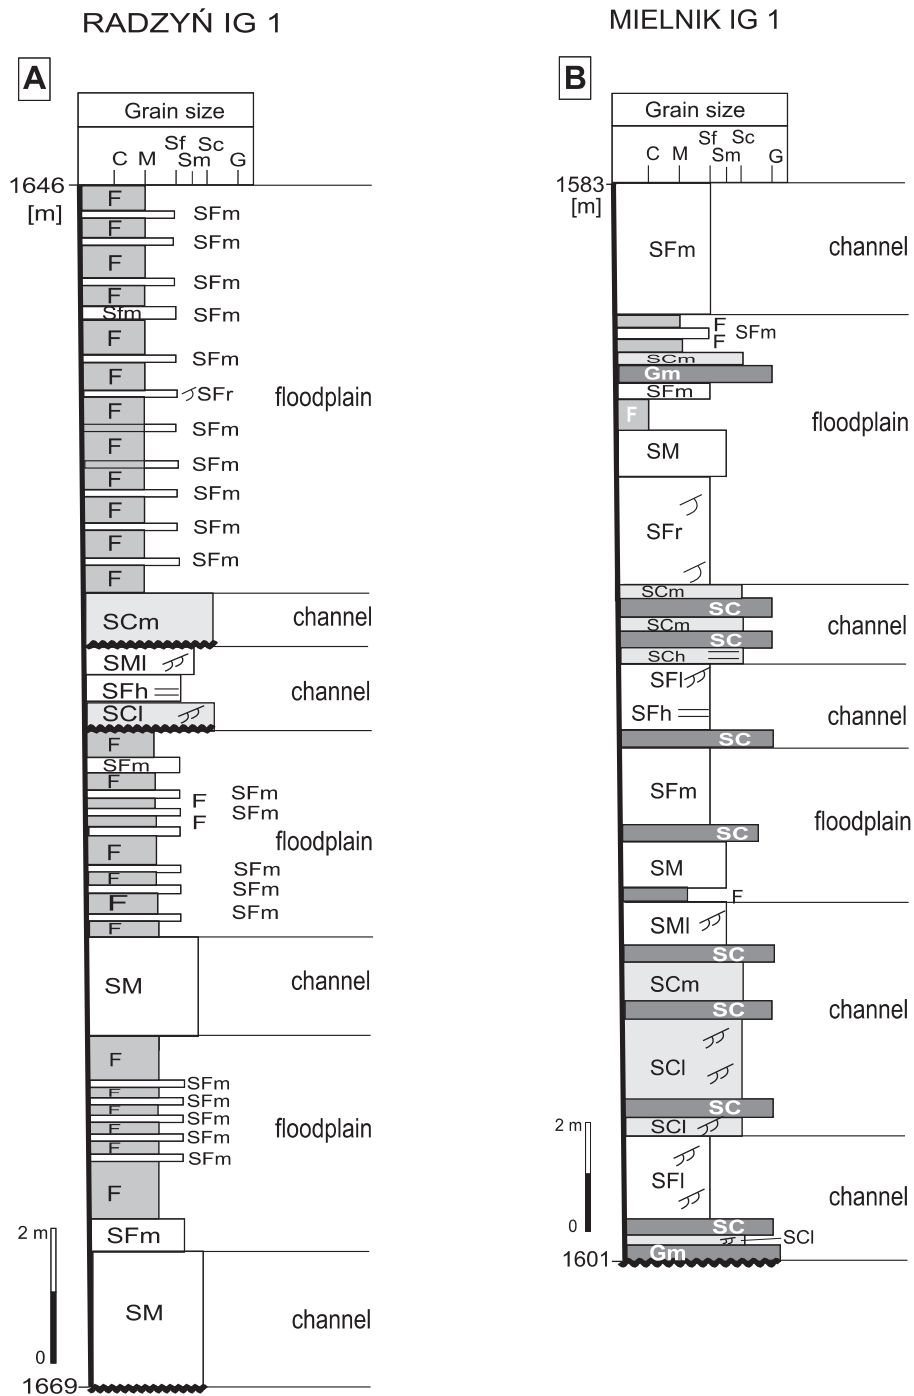 RADZYŃ IG 1
A
Grain size
Sf Sc
C M Sm G
1646
[m]
F
SFm
F
SFm
F
SFm
F
Sfm SFm
F
SFm
F
SFr
F
SFm
F
SFm
F
SFm
F
SFm
F
SFm
F
floodplain
SCm
channel
SMl
SFh
SCl
channel
F
SFm
F
SFm
F
SFm
F
F
SFm
F
SFm
F
SFm
F
floodplain
SM
channel
F
SFm
F
SFm
F
SFm
F
SFm
F
SFm
F
floodplain
SFm
SM
channel
2 m
0
1669
MIELNIK IG 1
B
Grain size
Sf Sc
C M Sm G
1583
[m]
SFm
channel
F
SFm
F
SCm
Gm
SFm
F
SM
SFr
floodplain
SCm
SC
SCm
SC
SCh
channel
SFl
SFh
SC
channel
SFm
SC
SM
F
floodplain
SMl
SC
SCm
SC
SCl
SC
SCl
channel
SFl
SC
SCl
Gm
channel
2 m
0
1601